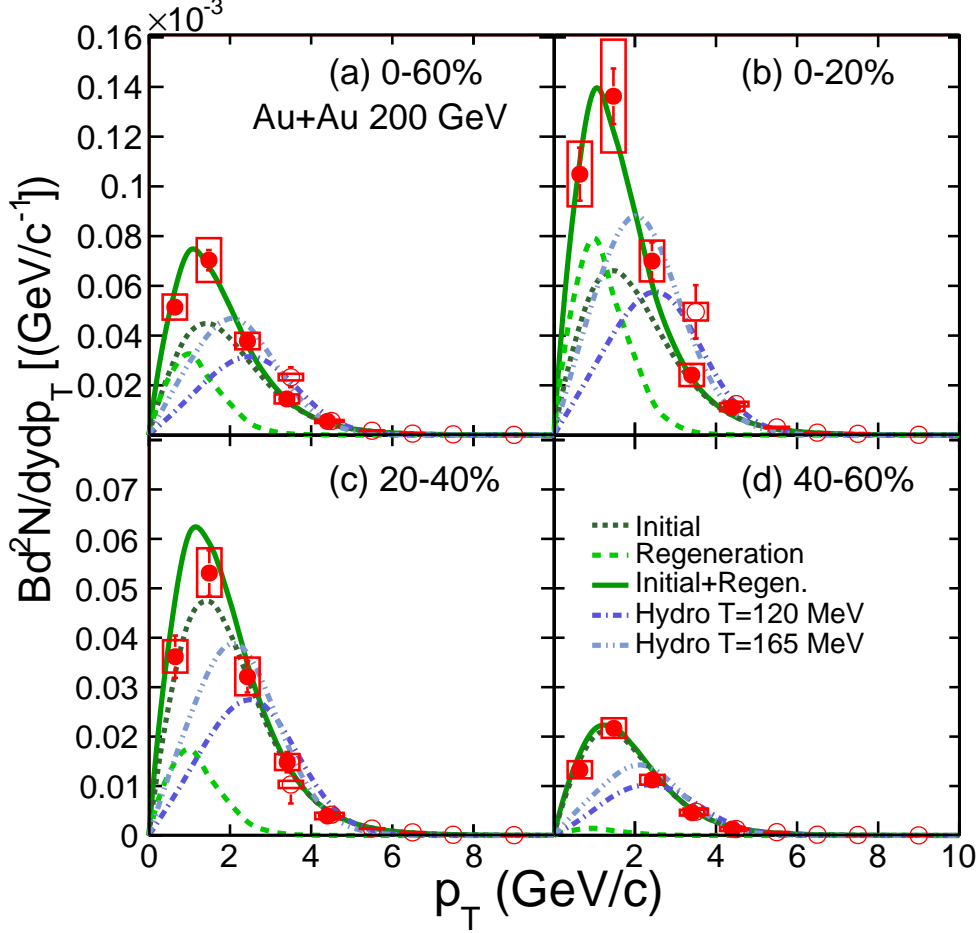 ×10-3
0.16
0.14
0.12
0.1
0.08
0.06
0.04
0.02
(a) 0-60%
Au+Au 200 GeV
(b) 0-20%
Bd2N/dydpT [(GeV/c-1)]
0.07
0.06
0.05
0.04
0.03
0.02
0.01
0
(c) 20-40%
(d) 40-60%
Initial
Regeneration
Initial+Regen.
Hydro T=120 MeV
Hydro T=165 MeV
0 2 4 6 8 0 2 4 6 8 10
pT (GeV/c)